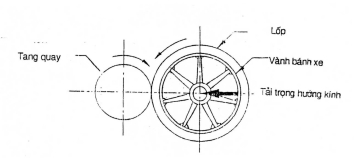 Lốp
Tang quay
Vành bánh xe
Tải trọng hướng kính